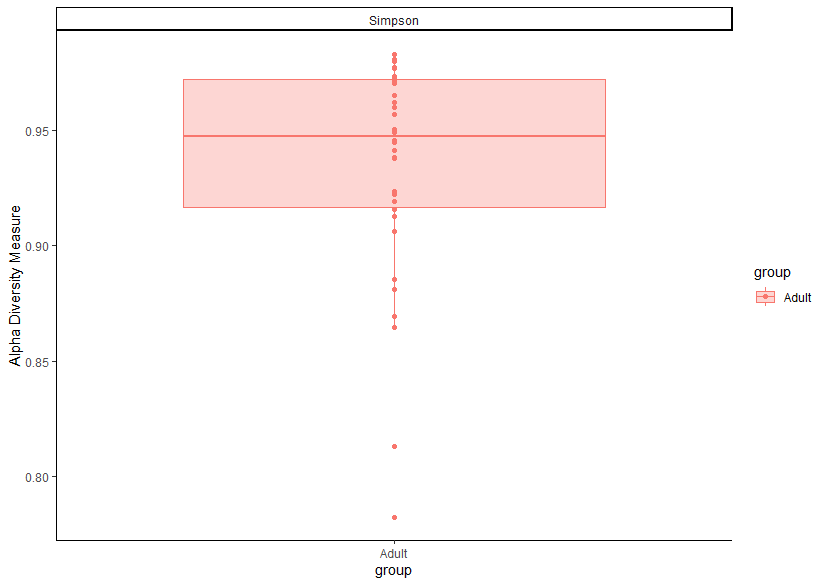 Simpson
Alpha Diversity Measure
0.95
0.90
0.85
0.80
Adult
group
group
Adult